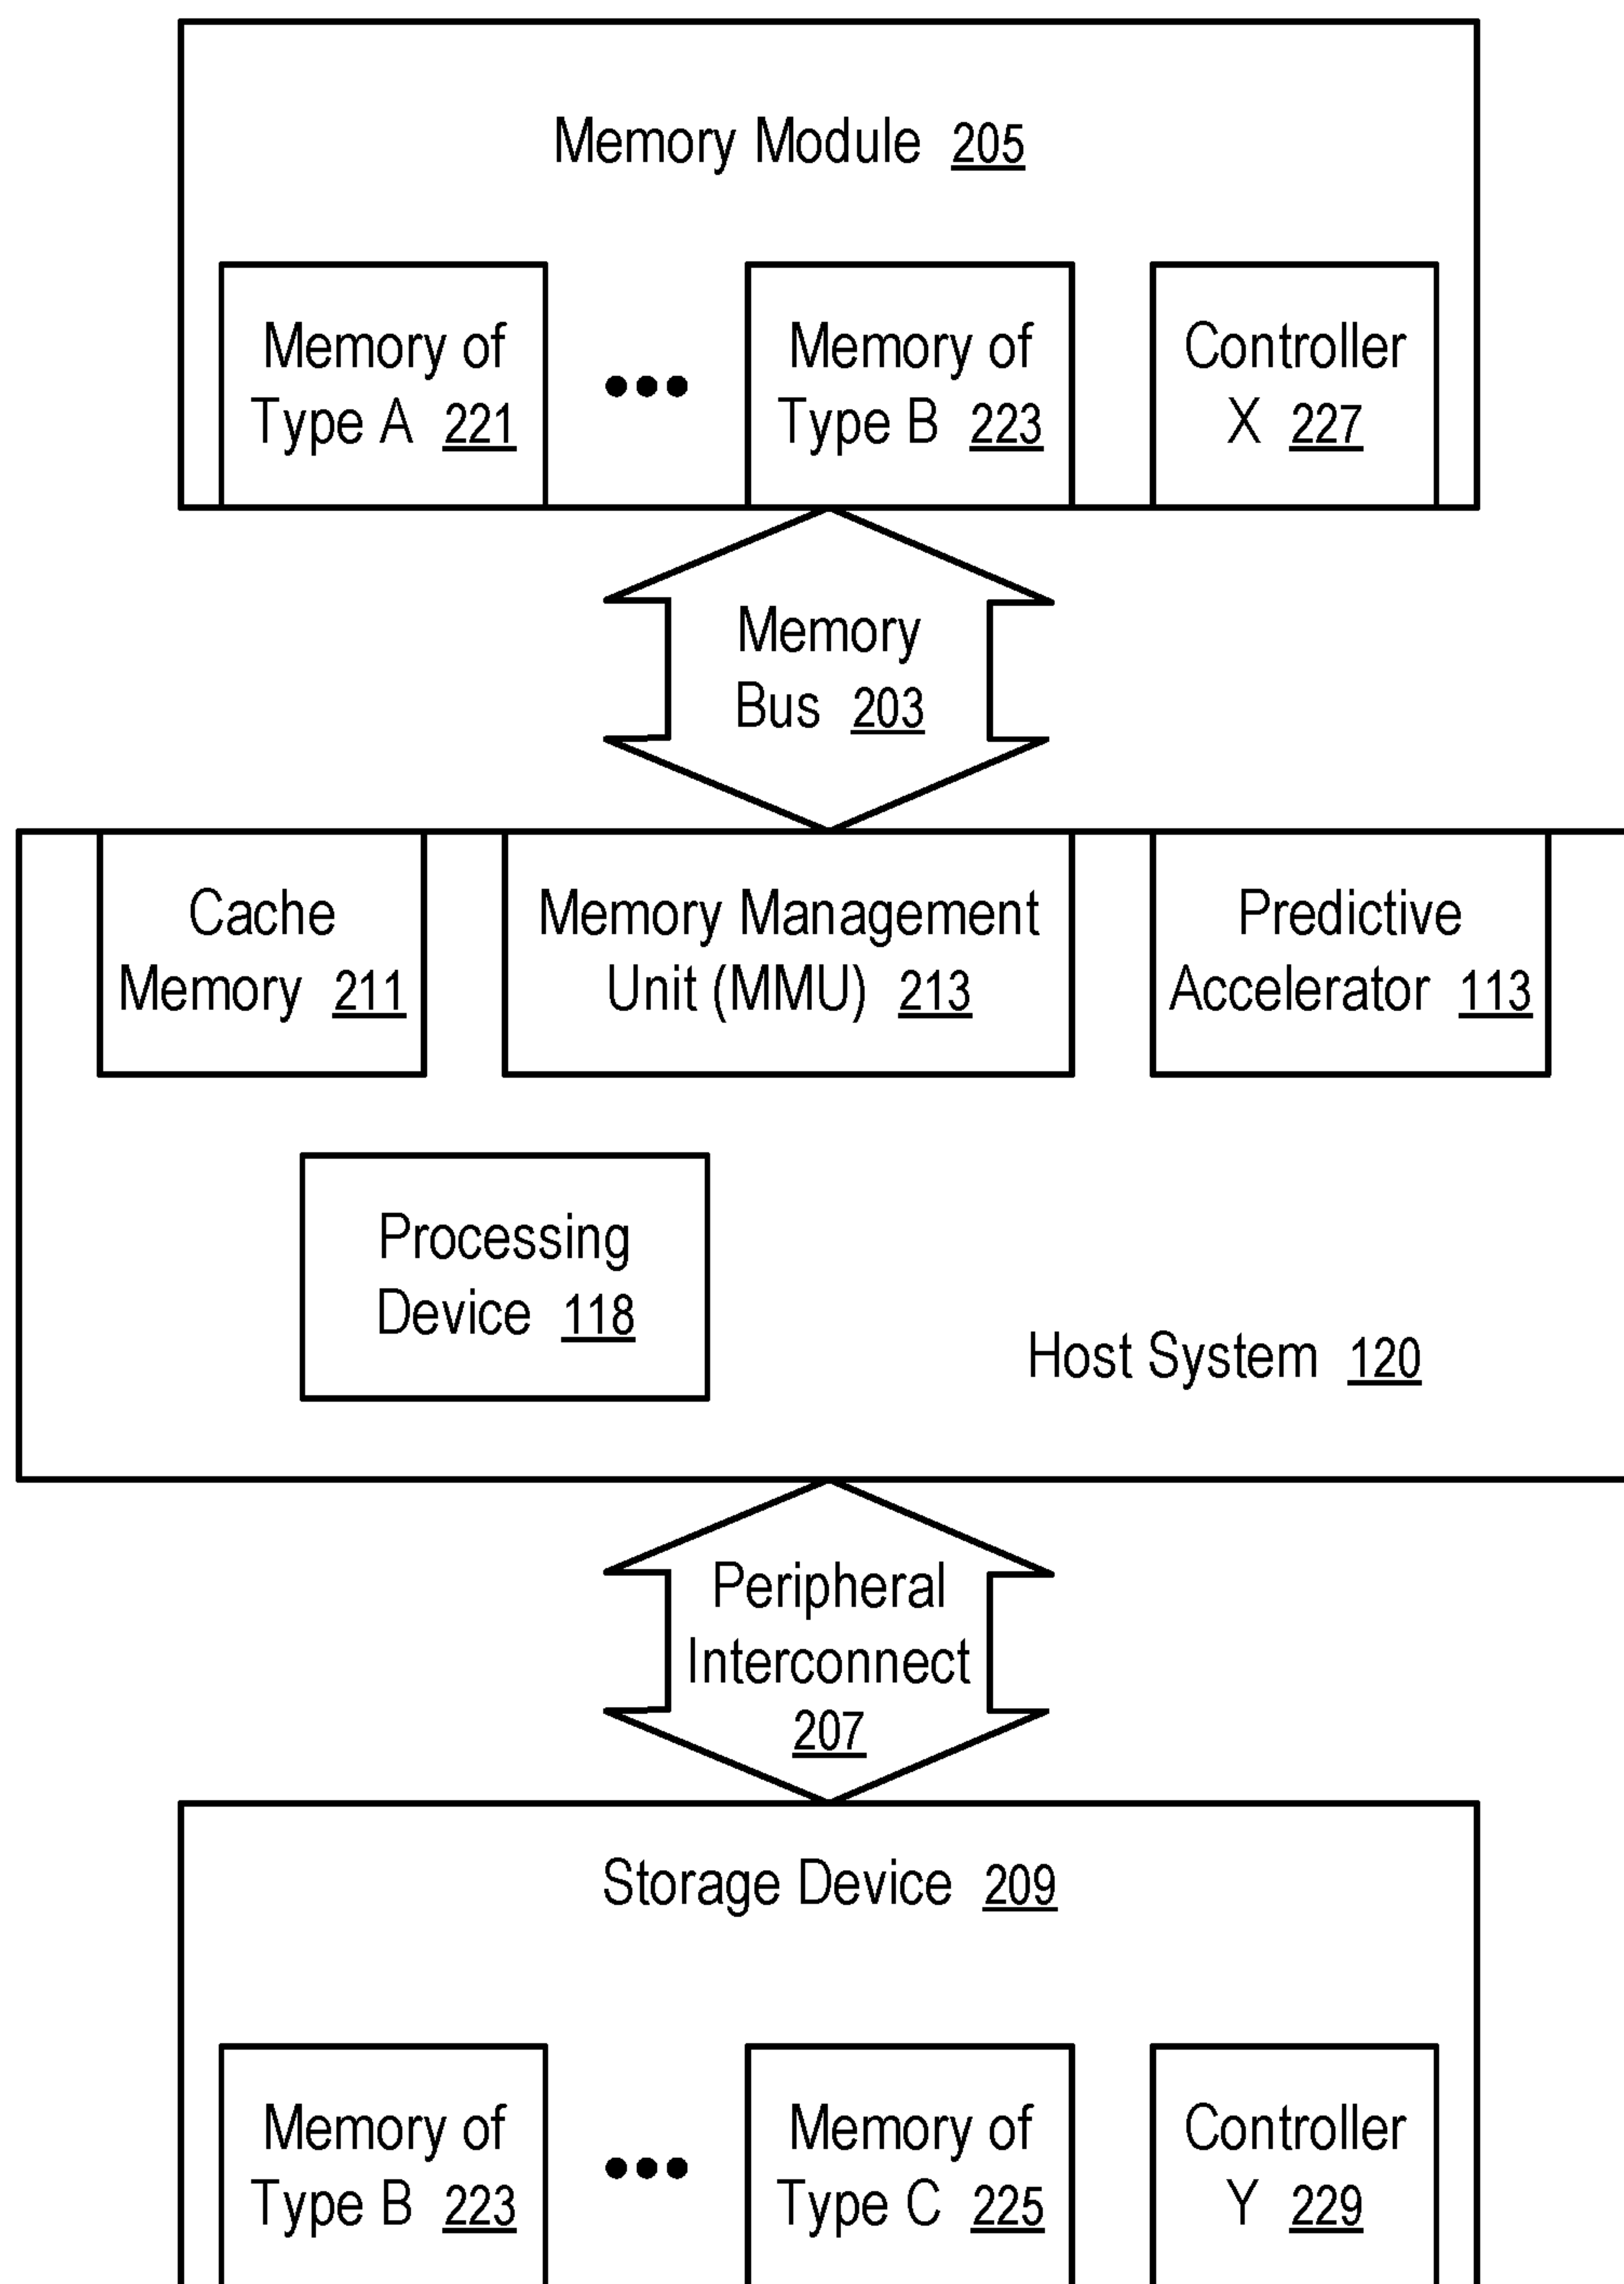 Memory Module 205
Memory of
Type A 221
Memory of
Type B 223
Controller
X 227
Memory
Bus 203
Cache
Memory 211
Memory Management
Unit (MMU) 213
Predictive
Accelerator 113
Processing
Device 118
Host System 120
Peripheral
Interconnect
207
Storage Device 209
Memory of
Type B 223
Memory of
Type C 225
Controller
Y 229